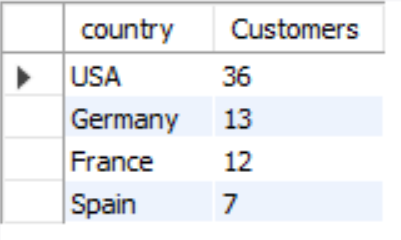 country Customers
USA 36
Germany 13
France 12
Spain 7